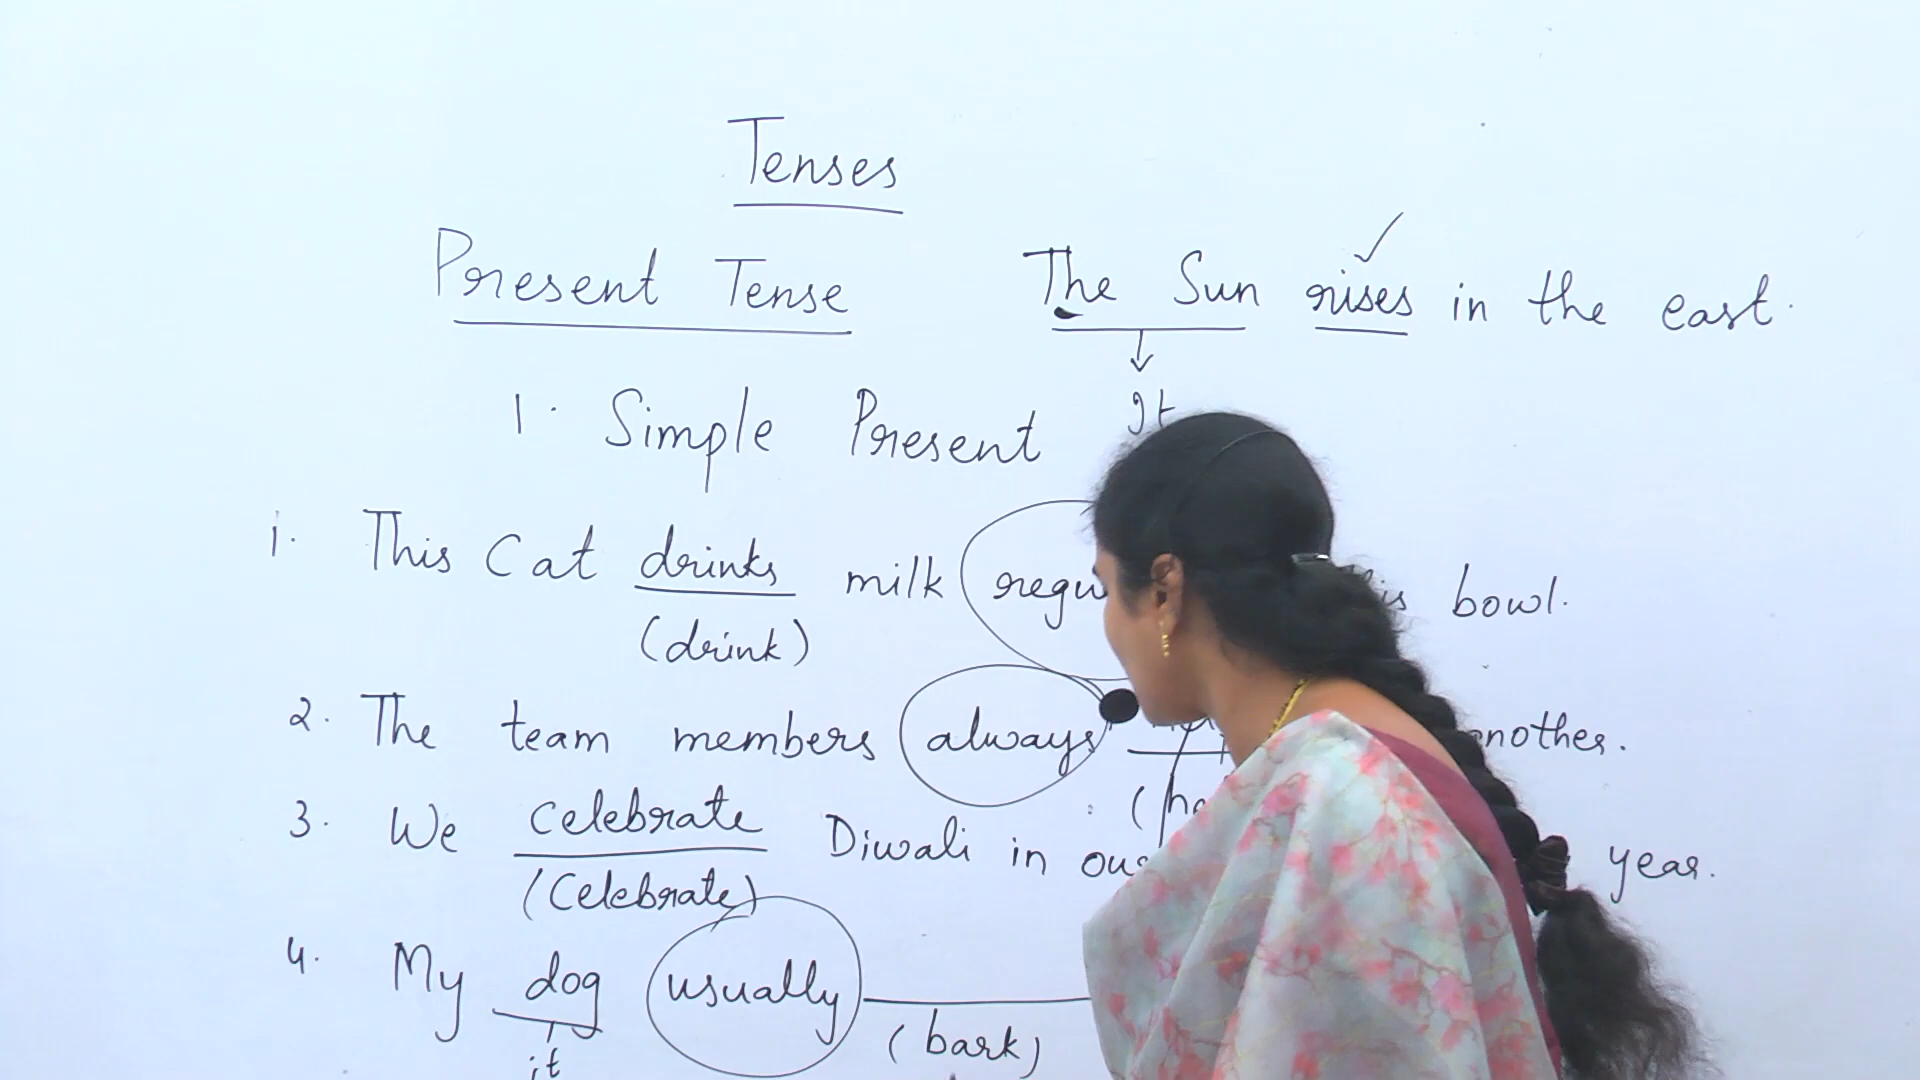 Tenses
Present Tense
The Sun rises in the east.
1. Simple Present
It
1. This Cat drinks milk bowl.
(drink)
2. The team members always
3. We celebrate Diwali in year.
(Celebrate)
4. My dog usually
(bark)
it